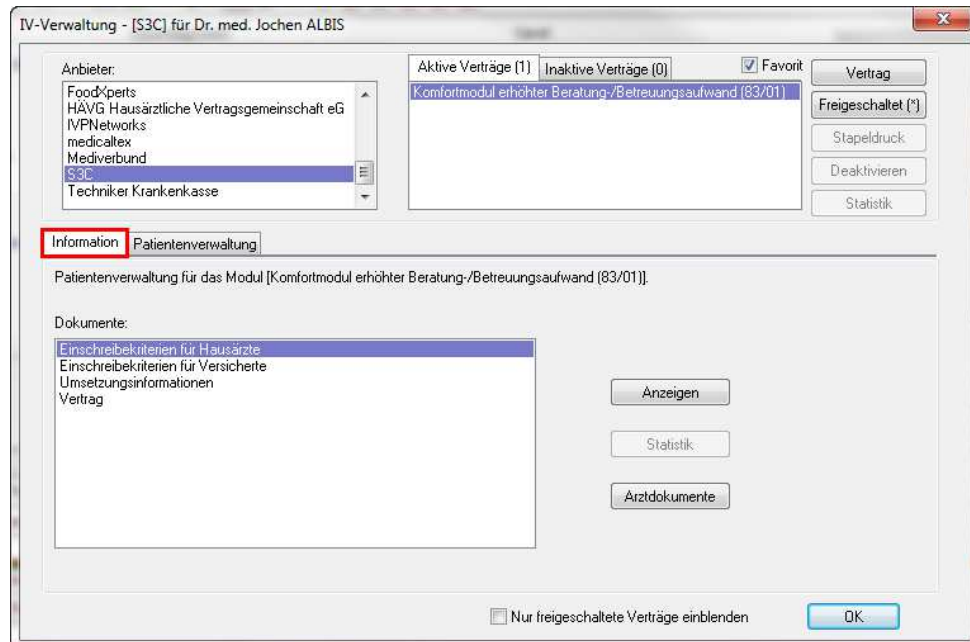 IV-Verwaltung - [S3C] für Dr. med. Jochen ALBIS
Anbieter:
FoodXperts
HÄVG Hausärztliche Vertragsgemeinschaft eG
IVPNetworks
medicaltex
Mediverbund
S3C
Techniker Krankenkasse
Aktive Verträge (1) Inaktive Verträge (0) Favorit
Komfortmodul erhöhter Beratung-/Betreuungsaufwand (83/01)
Vertrag
Freigeschaltet (*)
Stapeldruck
Deaktivieren
Statistik
Information Patientenverwaltung
Patientenverwaltung für das Modul [Komfortmodul erhöhter Beratung-/Betreuungsaufwand (83/01)].
Dokumente:
Einschreibekriterien für Hausärzte
Einschreibekriterien für Versicherte
Umsetzungsinformationen
Vertrag
Anzeigen
Statistik
Arztdokumente
Nur freigeschaltete Verträge einblenden OK